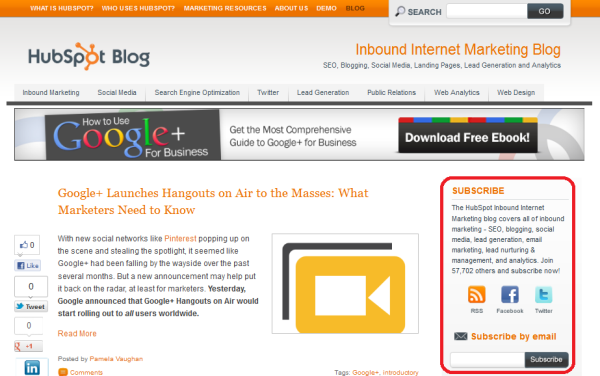 WHAT IS HUBSPOT? WHO USES HUBSPOT? MARKETING RESOURCES ABOUT US DEMO BLOG
SEARCH GO
HubSpot Blog
Inbound Internet Marketing Blog
SEO, Blogging, Social Media, Landing Pages, Lead Generation and Analytics
Inbound Marketing Social Media Search Engine Optimization Twitter Lead Generation Public Relations Web Analytics Web Design
How to Use
Google+
For Business
Get the Most Comprehensive
Guide to Google+ for Business
Download Free Ebook!
Google+ Launches Hangouts on Air to the Masses: What
Marketers Need to Know
0
Like
0
Tweet
0
+1
in
With new social networks like Pinterest popping up on
the scene and stealing the spotlight, it seemed like
Google+ had been falling by the wayside over the past
several months. But a new announcement may help put
it back on the radar, at least for marketers. Yesterday,
Google announced that Google+ Hangouts on Air would
start rolling out to all users worldwide.
Read More
Posted by Pamela Vaughan
Comments
Tags: Google+, introductory
SUBSCRIBE
The HubSpot Inbound Internet
Marketing blog covers all of inbound
marketing - SEO, blogging, social
media, lead generation, email
marketing, lead nurturing &
management, and analytics. Join
57,702 others and subscribe now!
RSS Facebook Twitter
Subscribe by email
Subscribe